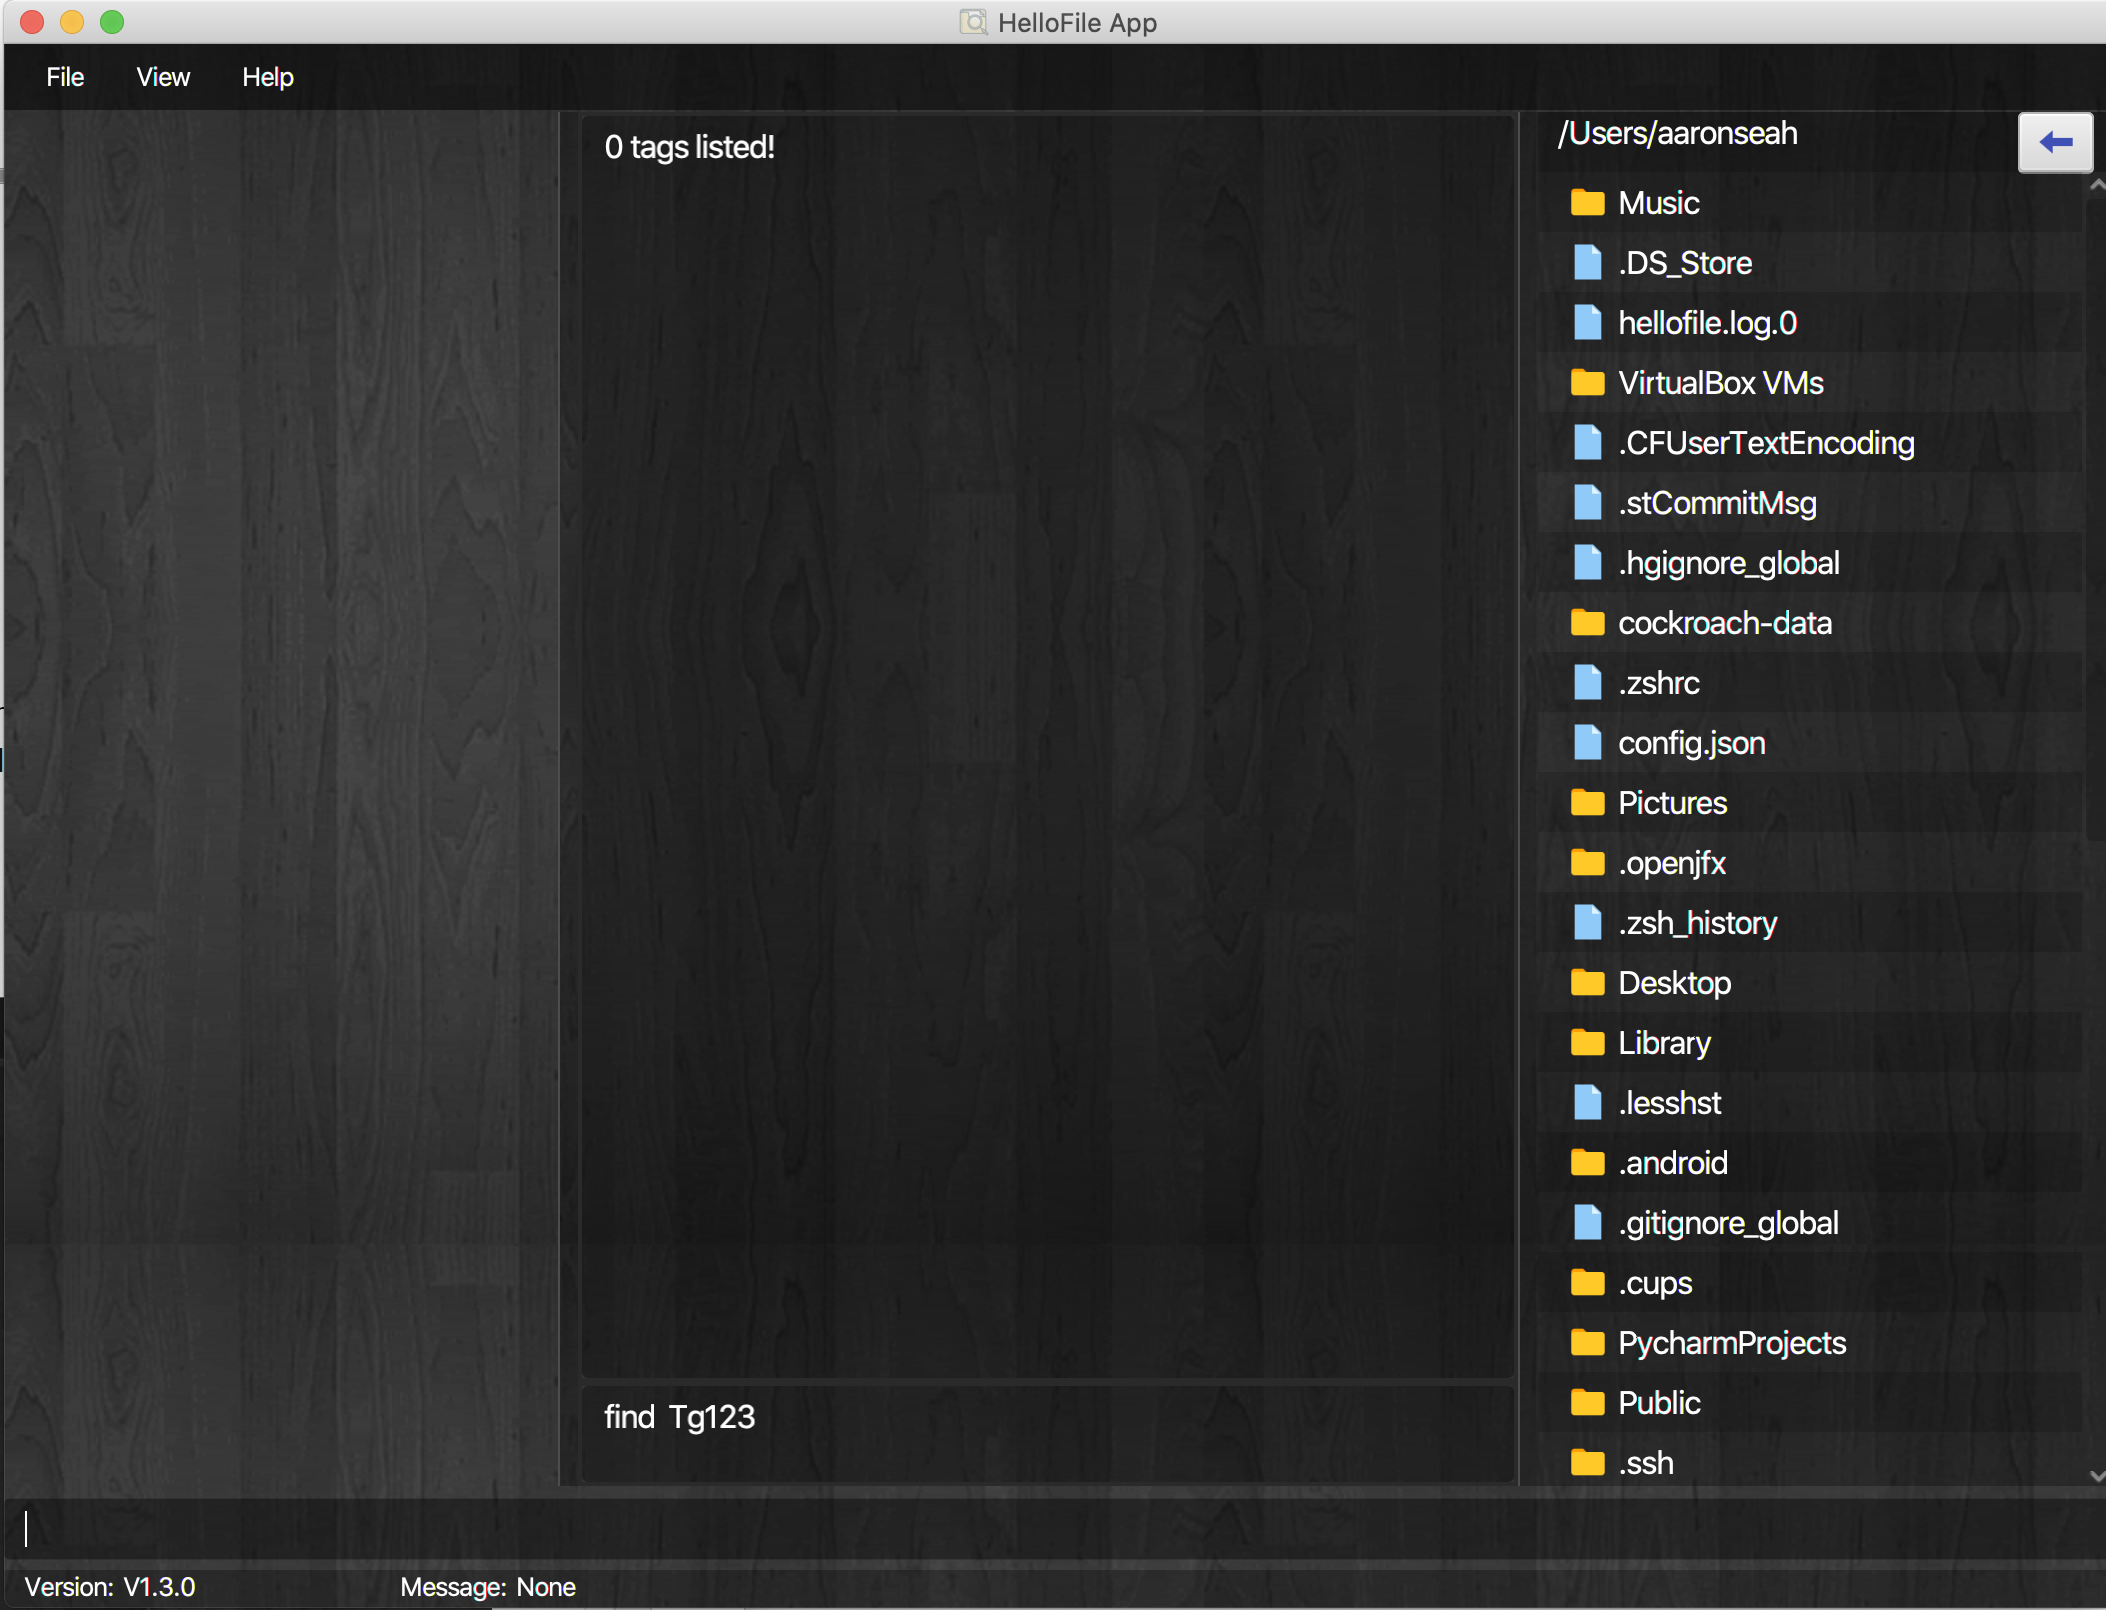 HelloFile App
File View Help
0 tags listed!
find Tg123
/Users/aaronseah
Music
.DS_Store
hellofile.log.0
VirtualBox VMs
.CFUserTextEncoding
.stCommitMsg
.hgignore_global
cockroach-data
.zshrc
config.json
Pictures
.openjfx
.zsh_history
Desktop
Library
.lesshst
.android
.gitignore_global
.cups
PycharmProjects
Public
.ssh
Version: V1.3.0 Message: None